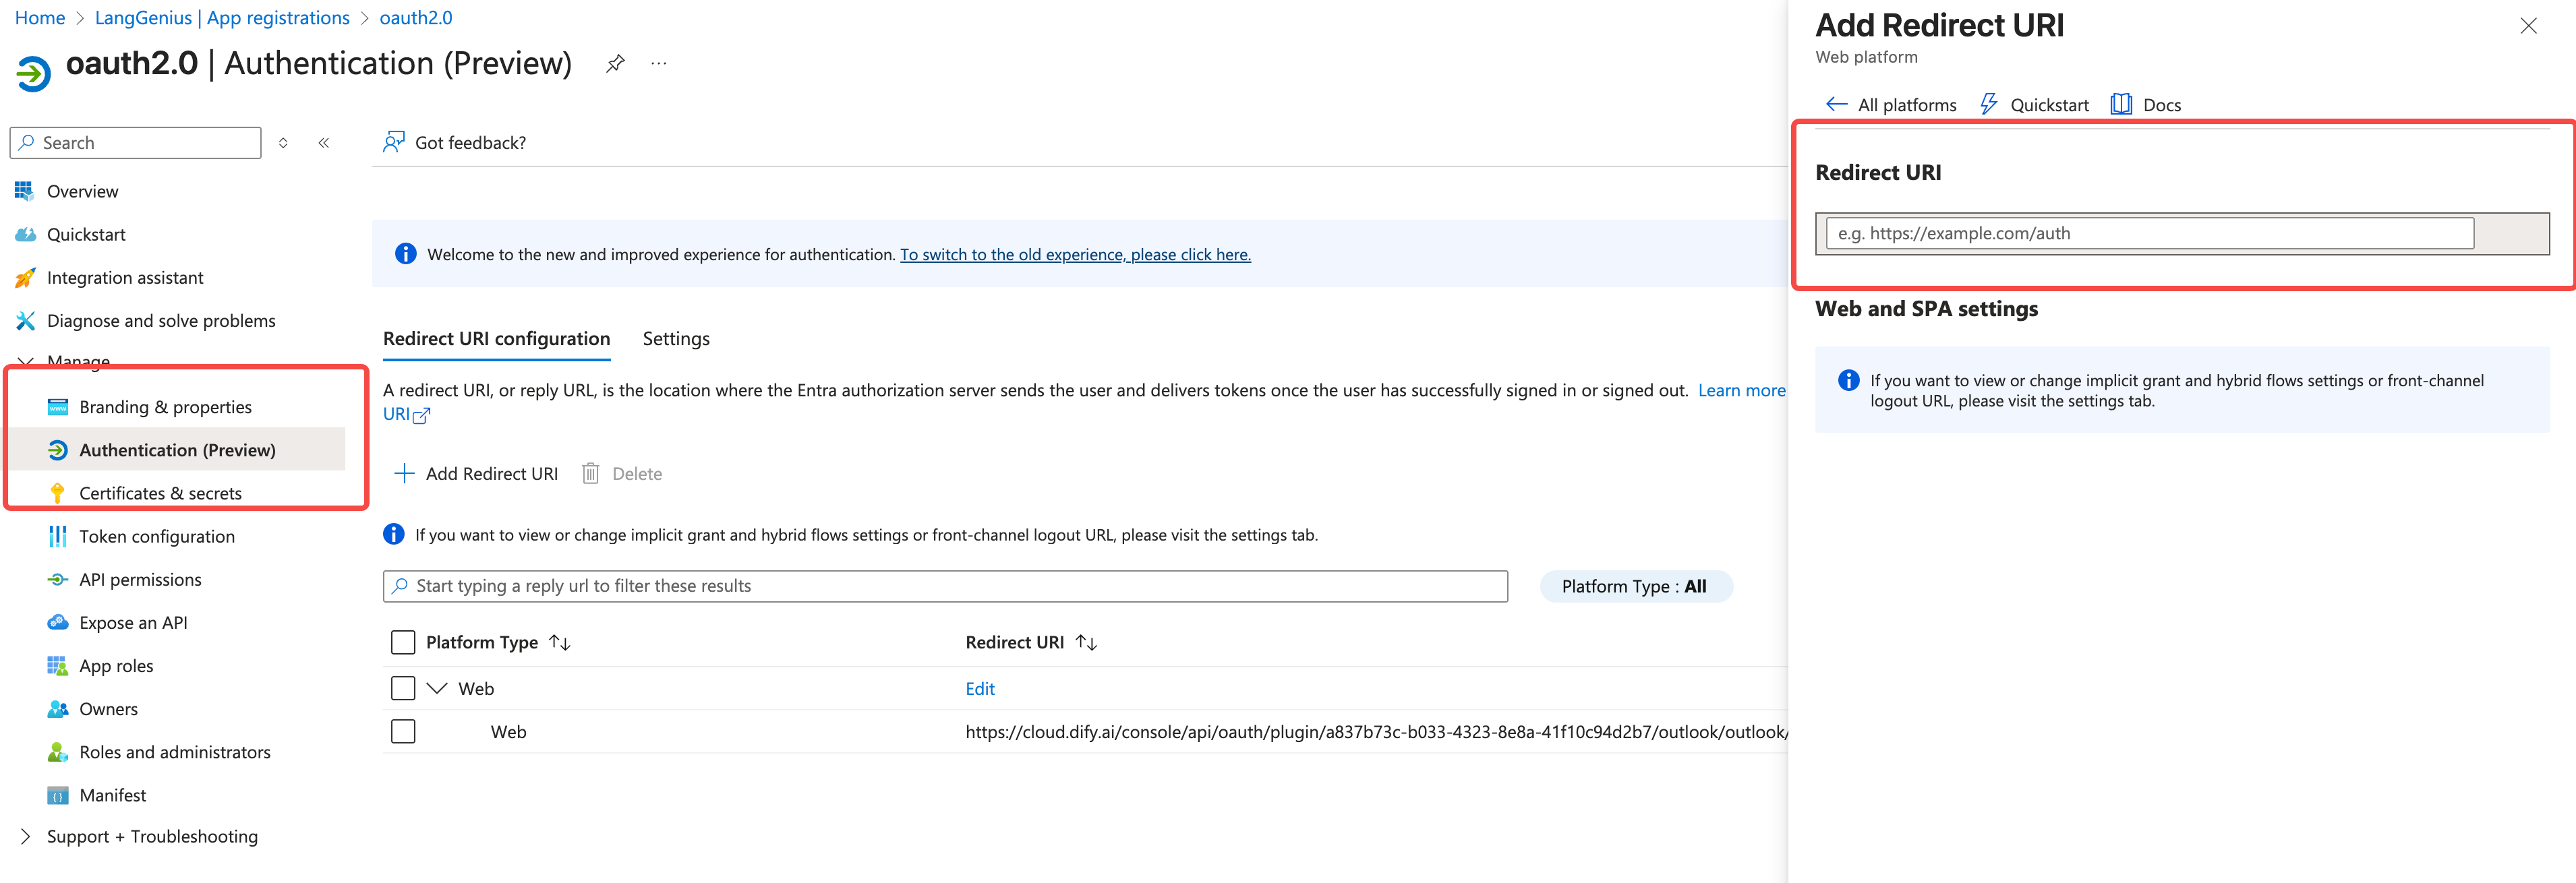 Home > LangGenius | App registrations > oauth2.0
oauth2.0 | Authentication (Preview)
Search
Overview
Quickstart
Integration assistant
Diagnose and solve problems
Manage
Branding & properties
Authentication (Preview)
Certificates & secrets
Token configuration
API permissions
Expose an API
App roles
Owners
Roles and administrators
Manifest
Support + Troubleshooting
Got feedback?
Welcome to the new and improved experience for authentication. To switch to the old experience, please click here.
Redirect URI configuration
Settings
A redirect URI, or reply URL, is the location where the Entra authorization server sends the user and delivers tokens once the user has successfully signed in or signed out. Learn more
URI
Add Redirect URI
Delete
If you want to view or change implicit grant and hybrid flows settings or front-channel logout URL, please visit the settings tab.
Start typing a reply url to filter these results
Platform Type : All
Platform Type
Redirect URI
Web
Edit
Web
https://cloud.dify.ai/console/api/oauth/plugin/a837b73c-b033-4323-8e8a-41f10c94d2b7/outlook/outlook/
Add Redirect URI
Web platform
All platforms
Quickstart
Docs
Redirect URI
e.g. https://example.com/auth
Web and SPA settings
If you want to view or change implicit grant and hybrid flows settings or front-channel
logout URL, please visit the settings tab.